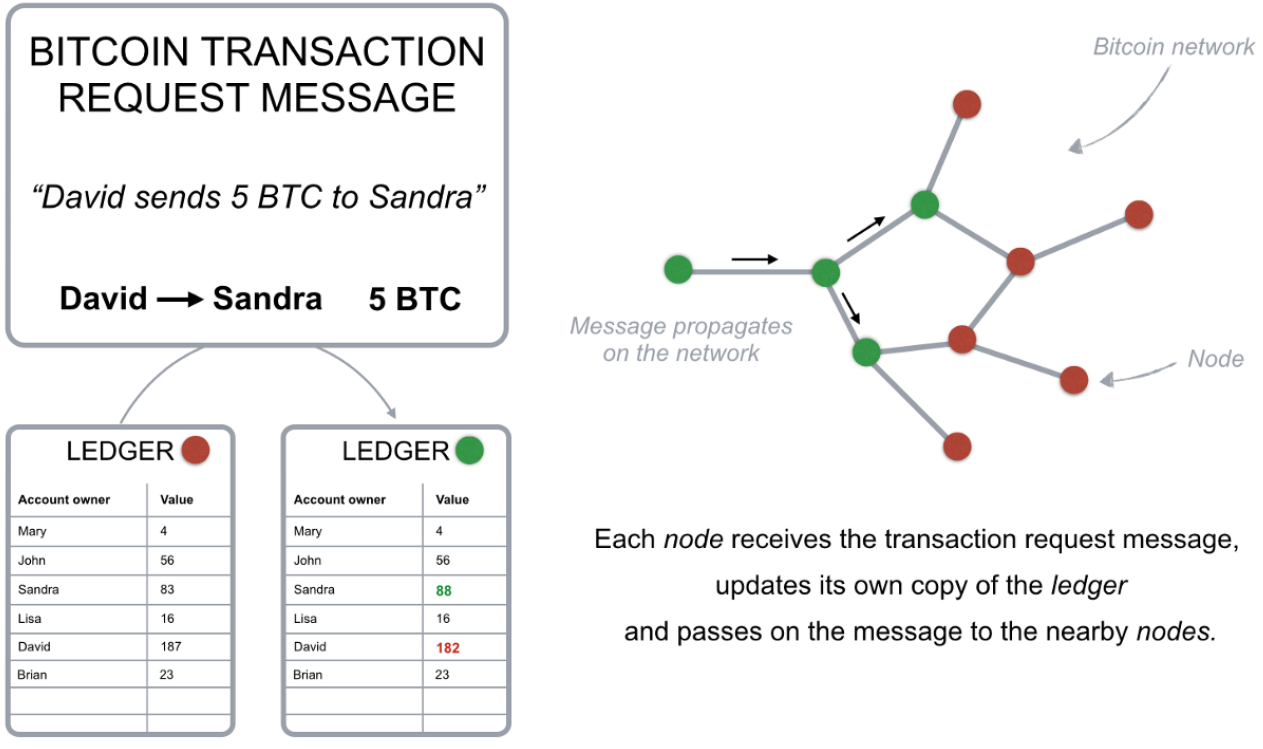 BITCOIN TRANSACTION
REQUEST MESSAGE
“David sends 5 BTC to Sandra”
David → Sandra 5 BTC
LEDGER
Account owner Value
Mary 4
John 56
Sandra 83
Lisa 16
David 187
Brian 23
LEDGER
Account owner Value
Mary 4
John 56
Sandra 88
Lisa 16
David 182
Brian 23
Bitcoin network
Message propagates
on the network
Node
Each node receives the transaction request message,
updates its own copy of the ledger
and passes on the message to the nearby nodes.